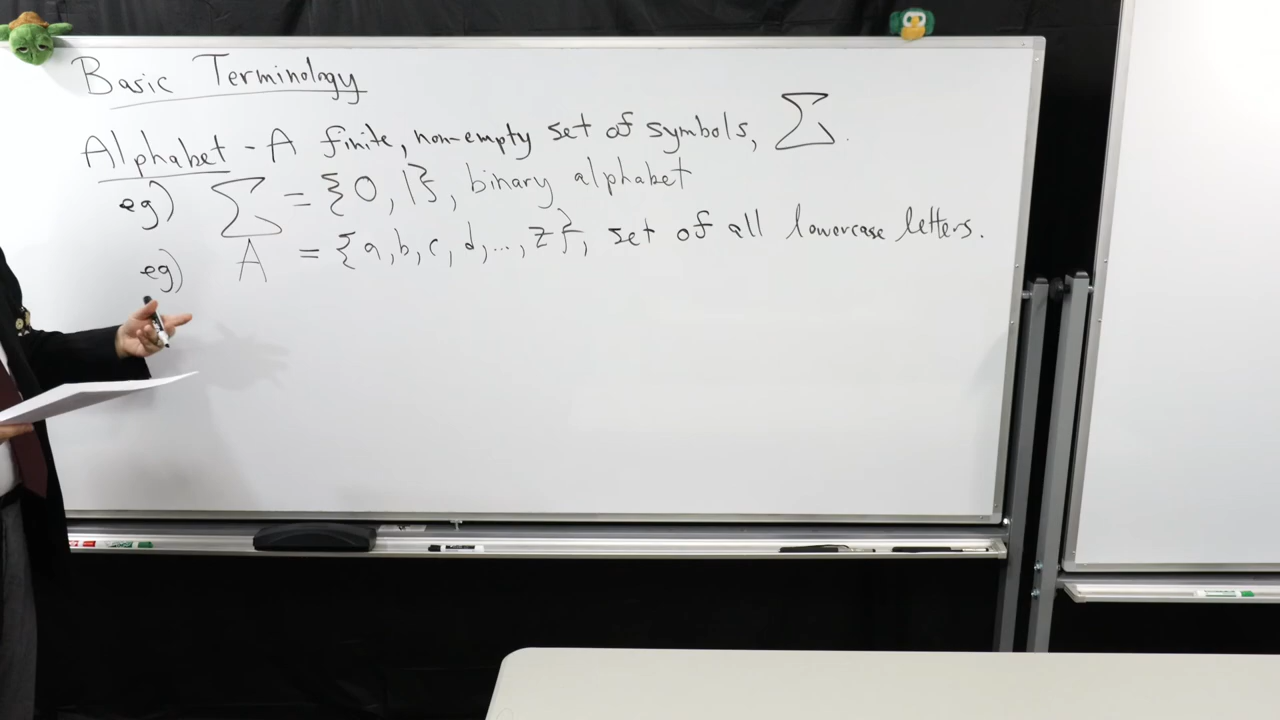 Basic Terminology
Alphabet - A finite, non-empty set of symbols, Σ.
eg) Σ = {0, 1}, binary alphabet
eg) A = {a, b, c, d, ..., z}, set of all lowercase letters.